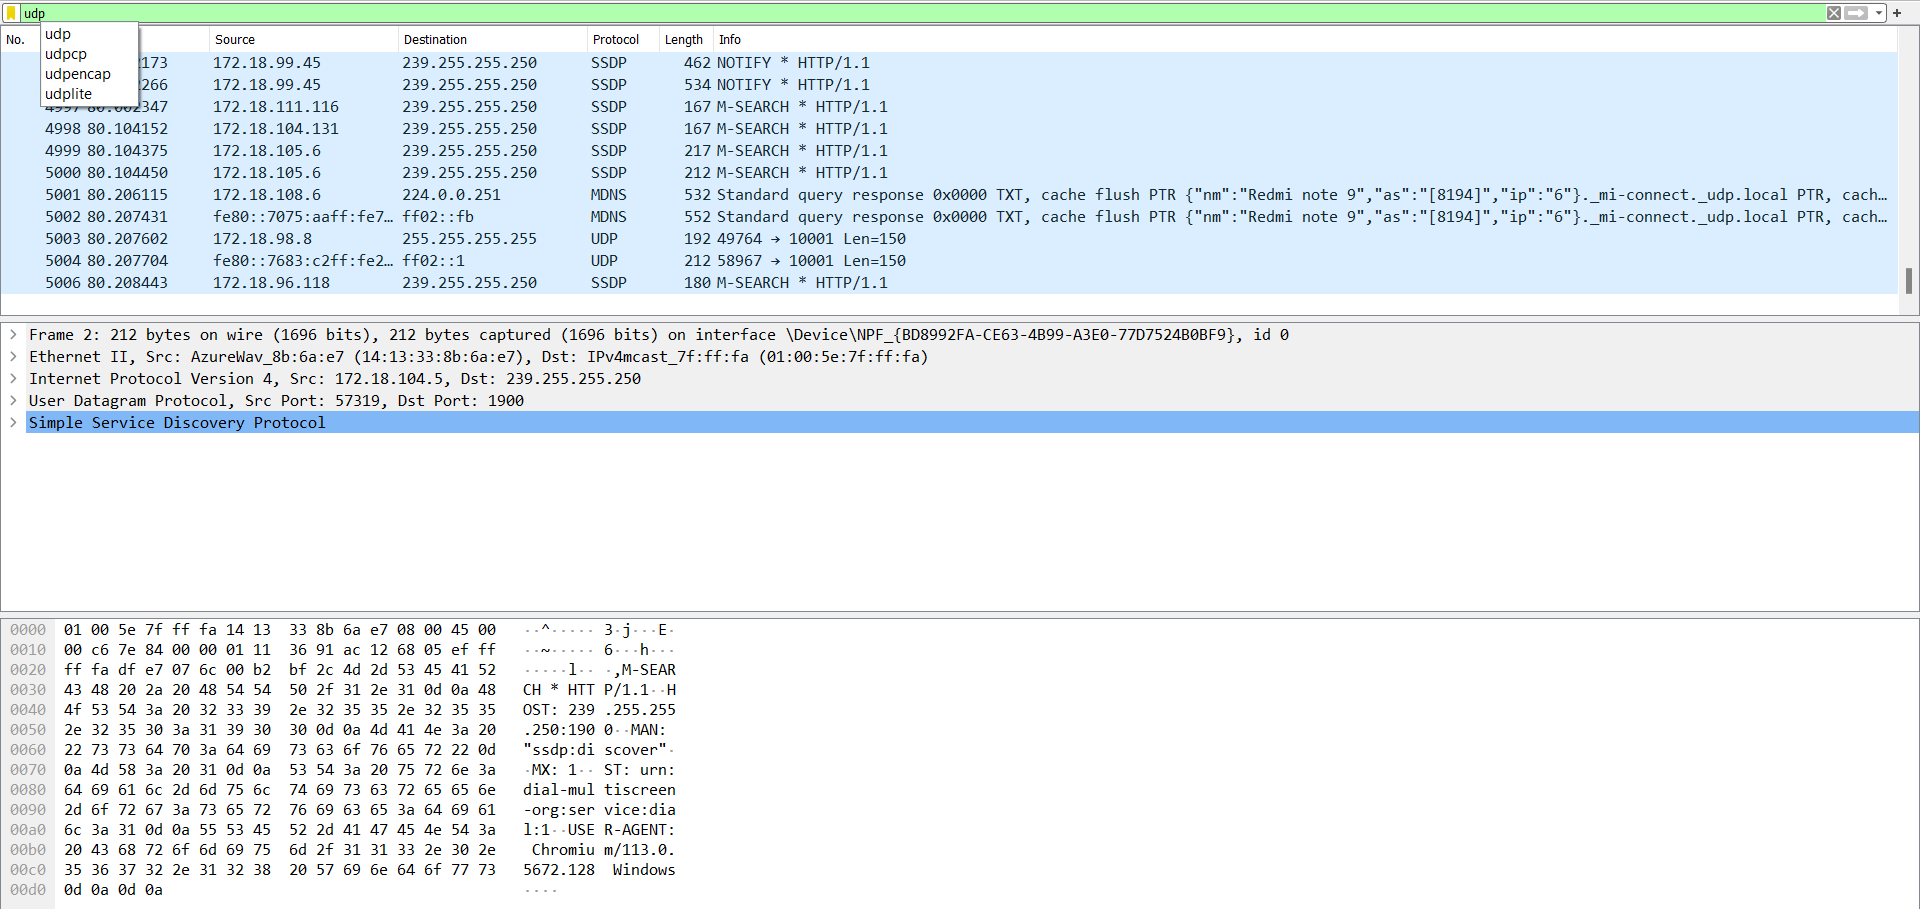 udp
udp
udpcp
udpencap
udplite
No. Source Destination Protocol Length Info
173 172.18.99.45 239.255.255.250 SSDP 462 NOTIFY * HTTP/1.1
266 172.18.99.45 239.255.255.250 SSDP 534 NOTIFY * HTTP/1.1
4997 80.002347 172.18.111.116 239.255.255.250 SSDP 167 M-SEARCH * HTTP/1.1
4998 80.104152 172.18.104.131 239.255.255.250 SSDP 167 M-SEARCH * HTTP/1.1
4999 80.104375 172.18.105.6 239.255.255.250 SSDP 217 M-SEARCH * HTTP/1.1
5000 80.104450 172.18.105.6 239.255.255.250 SSDP 212 M-SEARCH * HTTP/1.1
5001 80.206115 172.18.108.6 224.0.0.251 MDNS 532 Standard query response 0x0000 TXT, cache flush PTR {"nm":"Redmi note 9","as":"[8194]","ip":"6"}._mi-connect._udp.local PTR, cach…
5002 80.207431 fe80::7075:aaff:fe7… ff02::fb MDNS 552 Standard query response 0x0000 TXT, cache flush PTR {"nm":"Redmi note 9","as":"[8194]","ip":"6"}._mi-connect._udp.local PTR, cach…
5003 80.207602 172.18.98.8 255.255.255.255 UDP 192 49764 → 10001 Len=150
5004 80.207704 fe80::7683:c2ff:fe2… ff02::1 UDP 212 58967 → 10001 Len=150
5006 80.208443 172.18.96.118 239.255.255.250 SSDP 180 M-SEARCH * HTTP/1.1
Frame 2: 212 bytes on wire (1696 bits), 212 bytes captured (1696 bits) on interface \Device\NPF_{BD8992FA-CE63-4B99-A3E0-77D7524B0BF9}, id 0
Ethernet II, Src: AzureWav_8b:6a:e7 (14:13:33:8b:6a:e7), Dst: IPv4mcast_7f:ff:fa (01:00:5e:7f:ff:fa)
Internet Protocol Version 4, Src: 172.18.104.5, Dst: 239.255.255.250
User Datagram Protocol, Src Port: 57319, Dst Port: 1900
Simple Service Discovery Protocol
0000 01 00 5e 7f ff fa 14 13 33 8b 6a e7 08 00 45 00 ··^····· 3·j···E·
0010 00 c6 7e 84 00 00 01 11 36 91 ac 12 68 05 ef ff ··~····· 6···h···
0020 ff fa df e7 07 6c 00 b2 bf 2c 4d 2d 53 45 41 52 ·····l·· ·,M-SEAR
0030 43 48 20 2a 20 48 54 54 50 2f 31 2e 31 0d 0a 48 CH * HTT P/1.1··H
0040 4f 53 54 3a 20 32 33 39 2e 32 35 35 2e 32 35 35 OST: 239 .255.255
0050 2e 32 35 30 3a 31 39 30 30 0d 0a 4d 41 4e 3a 20 .250:190 0··MAN:
0060 22 73 73 64 70 3a 64 69 73 63 6f 76 65 72 22 0d "ssdp:di scover"·
0070 0a 4d 58 3a 20 31 0d 0a 53 54 3a 20 75 72 6e 3a ·MX: 1·· ST: urn:
0080 64 69 61 6c 2d 6d 75 6c 74 69 73 63 72 65 65 6e dial-mul tiscreen
0090 2d 6f 72 67 3a 73 65 72 76 69 63 65 3a 64 69 61 -org:ser vice:dia
00a0 6c 3a 31 0d 0a 55 53 45 52 2d 41 47 45 4e 54 3a l:1··USE R-AGENT:
00b0 20 43 68 72 6f 6d 69 75 6d 2f 31 31 33 2e 30 2e Chromiu m/113.0.
00c0 35 36 37 32 2e 31 32 38 20 57 69 6e 64 6f 77 73 5672.128 Windows
00d0 0d 0a 0d 0a ····